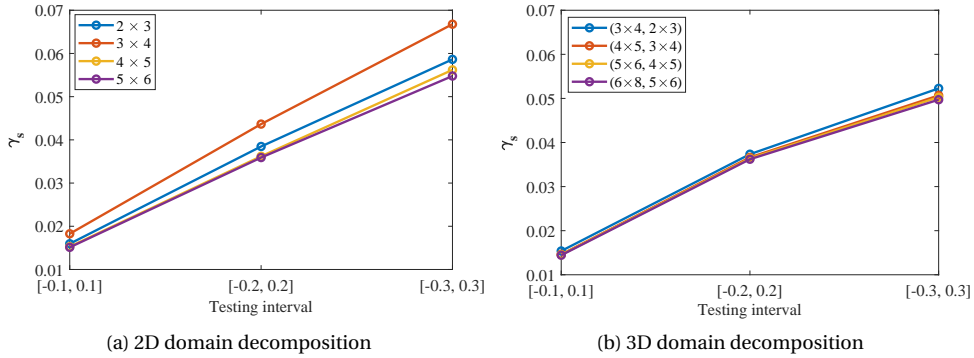 0.07
0.06
0.05
0.04
0.03
0.02
0.01
γs
2 × 3
3 × 4
4 × 5
5 × 6
[-0.1, 0.1]
[-0.2, 0.2]
[-0.3, 0.3]
Testing interval
(a) 2D domain decomposition
0.07
0.06
0.05
0.04
0.03
0.02
0.01
γs
(3×4, 2×3)
(4×5, 3×4)
(5×6, 4×5)
(6×8, 5×6)
[-0.1, 0.1]
[-0.2, 0.2]
[-0.3, 0.3]
Testing interval
(b) 3D domain decomposition